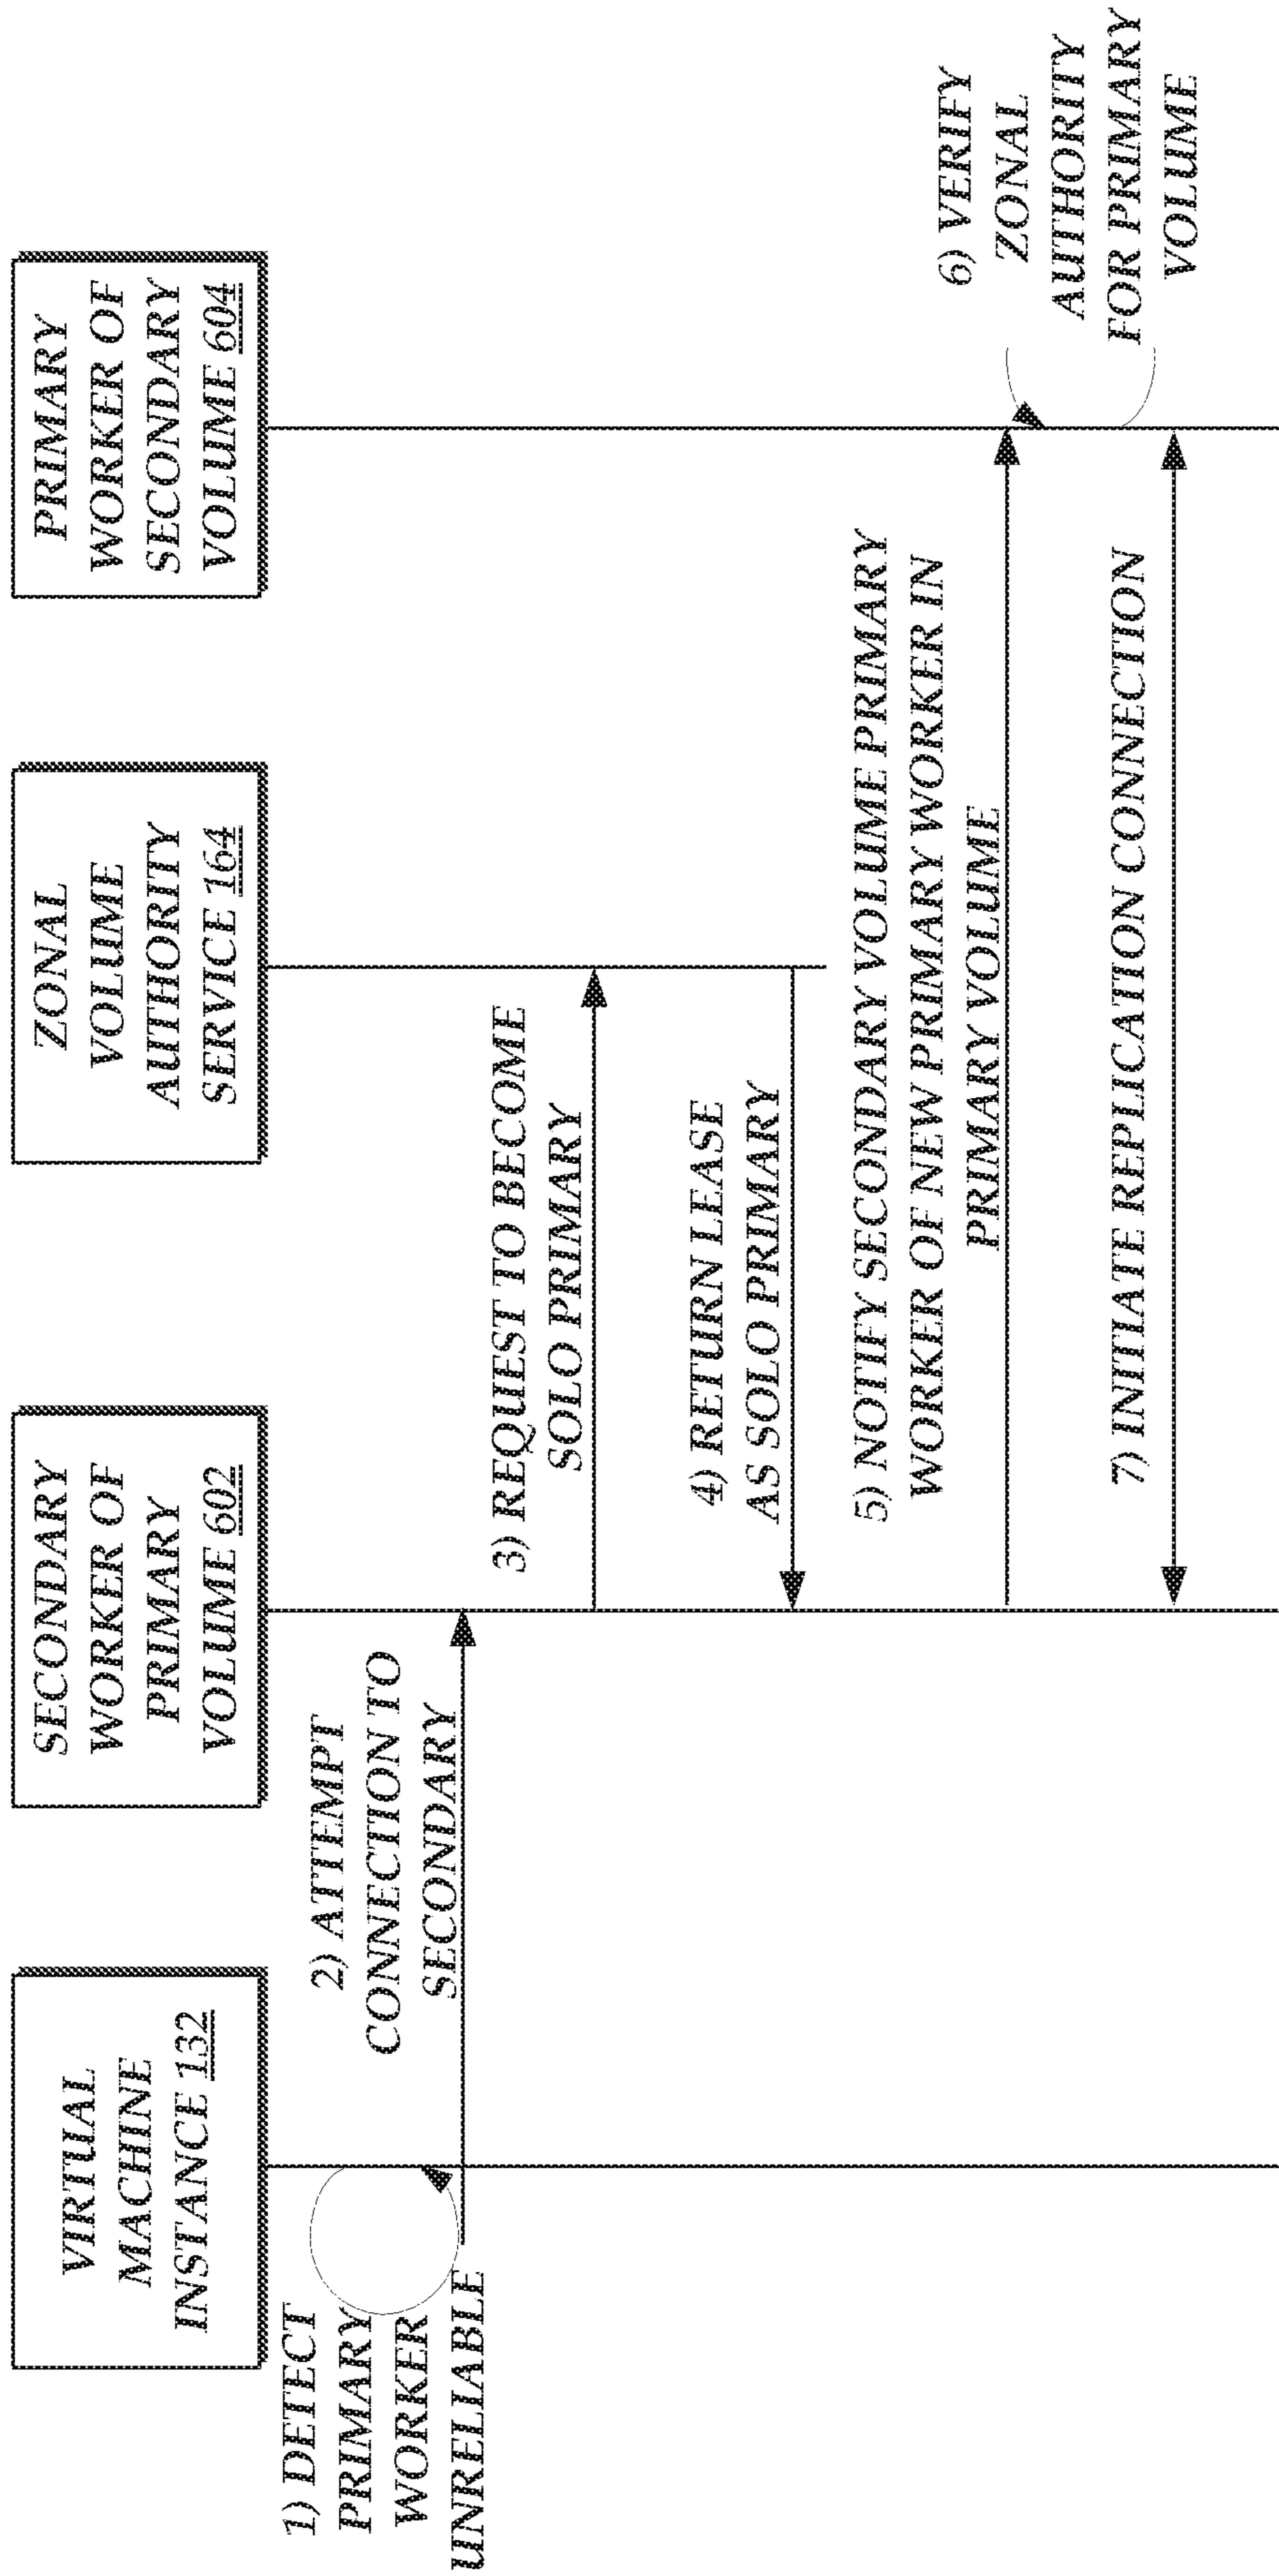 VIRTUAL
MACHINE
INSTANCE 132
SECONDARY
WORKER OF
PRIMARY
VOLUME 602
ZONAL
VOLUME
AUTHORITY
SERVICE 164
PRIMARY
WORKER OF
SECONDARY
VOLUME 604
1) DETECT
PRIMARY
WORKER
UNRELIABLE
2) ATTEMPT
CONNECTION TO
SECONDARY
3) REQUEST TO BECOME
SOLO PRIMARY
4) RETURN LEASE
AS SOLO PRIMARY
5) NOTIFY SECONDARY VOLUME PRIMARY
WORKER OF NEW PRIMARY WORKER IN
PRIMARY VOLUME
6) VERIFY
ZONAL
AUTHORITY
FOR PRIMARY
VOLUME
7) INITIATE REPLICATION CONNECTION